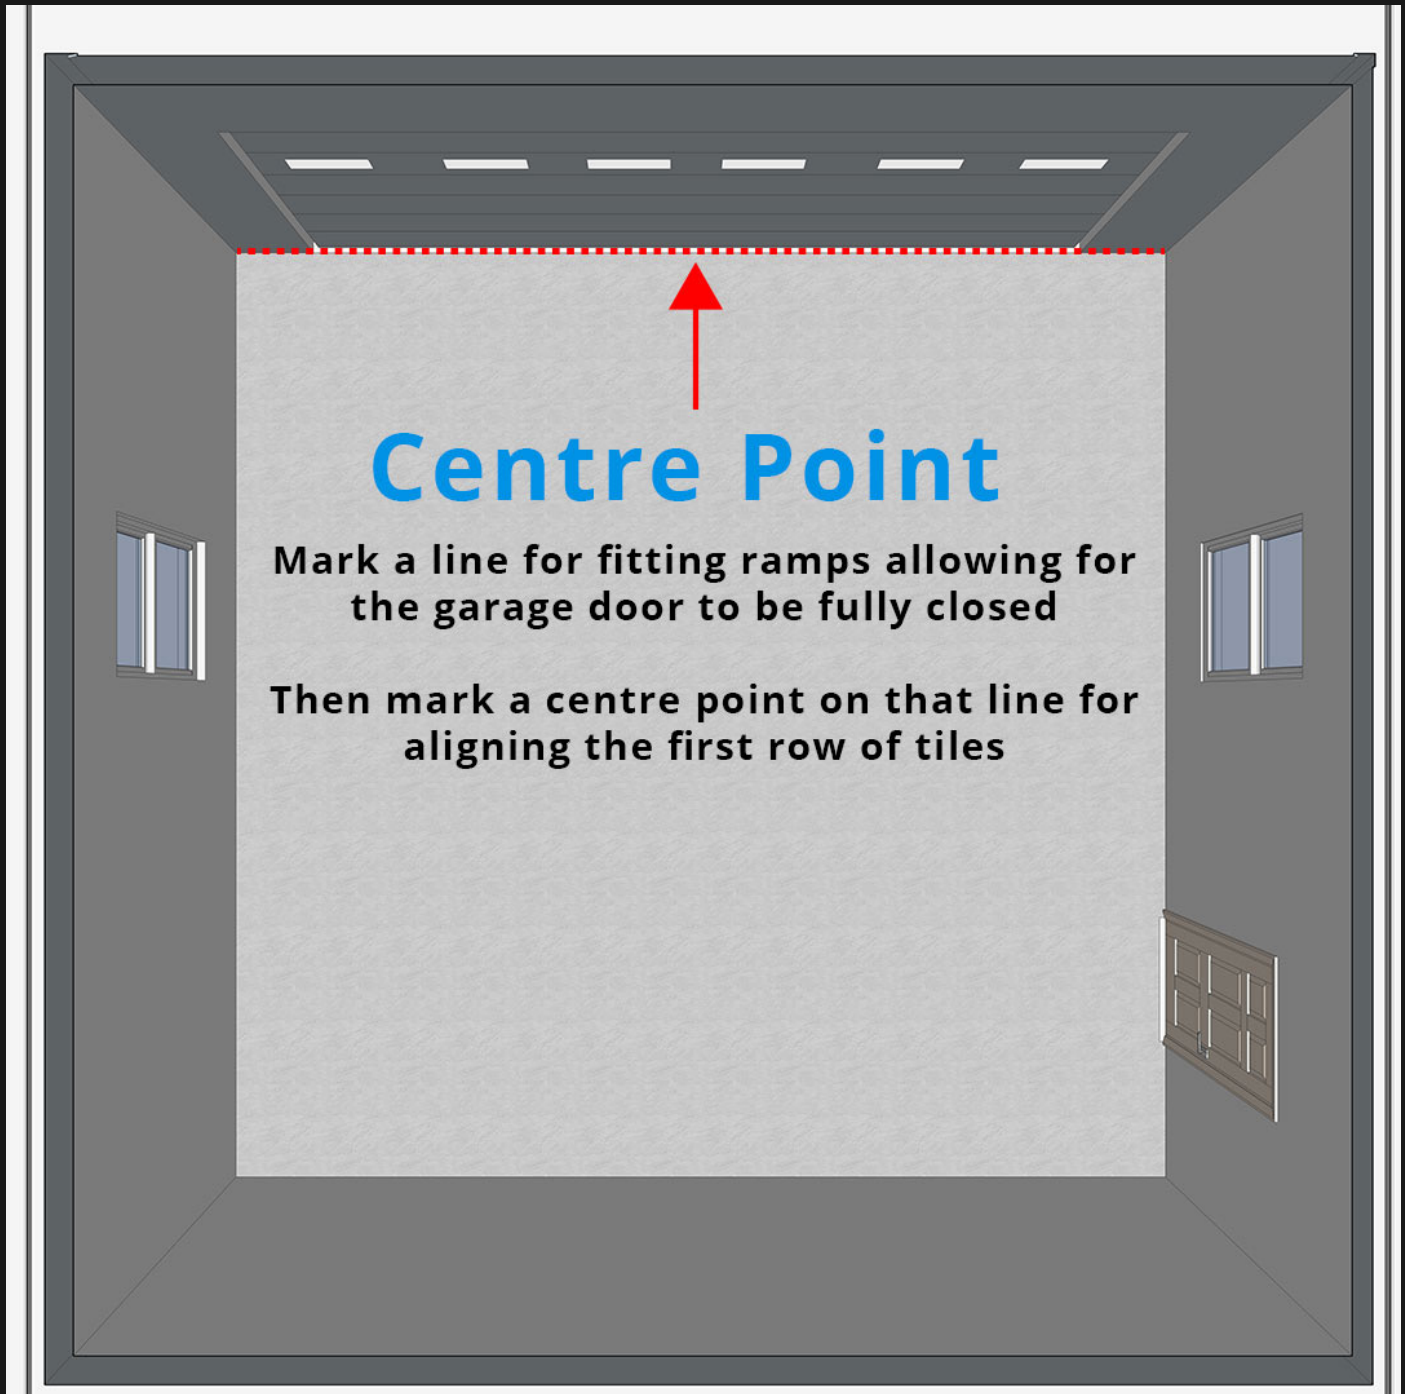 Centre Point
Mark a line for fitting ramps allowing for
the garage door to be fully closed
Then mark a centre point on that line for
aligning the first row of tiles